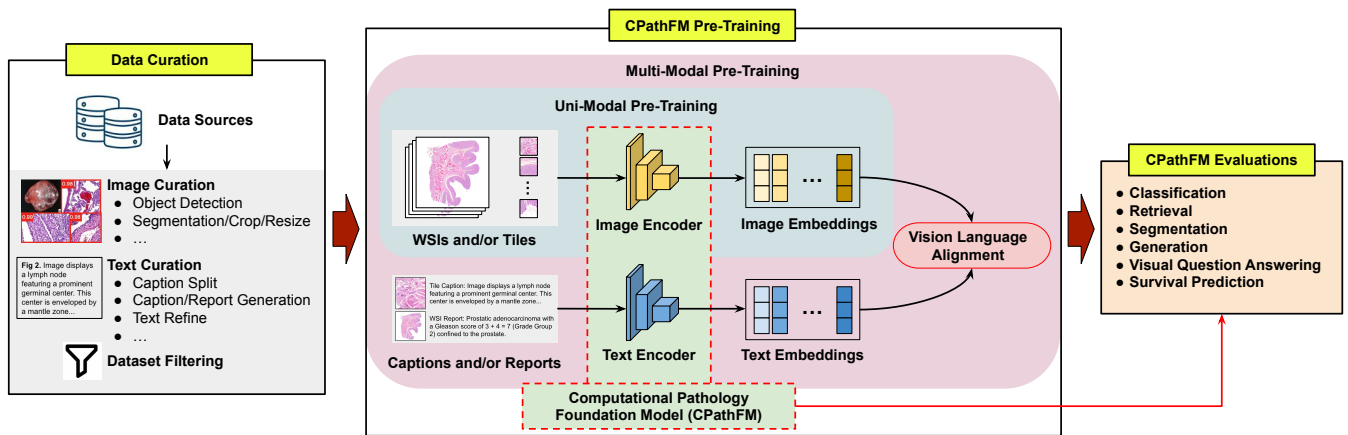 Data Curation
Data Sources
0.98
0.99
0.98
Image Curation
● Object Detection
● Segmentation/Crop/Resize
● ...
Fig 2. Image displays
a lymph node
featuring a prominent
germinal center. This
center is enveloped by
a mantle zone...
Text Curation
● Caption Split
● Caption/Report Generation
● Text Refine
● ...
Dataset Filtering
CPathFM Pre-Training
Multi-Modal Pre-Training
Uni-Modal Pre-Training
WSIs and/or Tiles
Image Encoder
Image Embeddings
Tile Caption: Image displays a lymph node
featuring a prominent germinal center. This
center is enveloped by a mantle zone...
WSI Report: Prostatic adenocarcinoma with
a Gleason score of 3 + 4 = 7 (Grade Group
2) confined to the prostate.
Captions and/or Reports
Text Encoder
Text Embeddings
Vision Language
Alignment
Computational Pathology
Foundation Model (CPathFM)
CPathFM Evaluations
● Classification
● Retrieval
● Segmentation
● Generation
● Visual Question Answering
● Survival Prediction